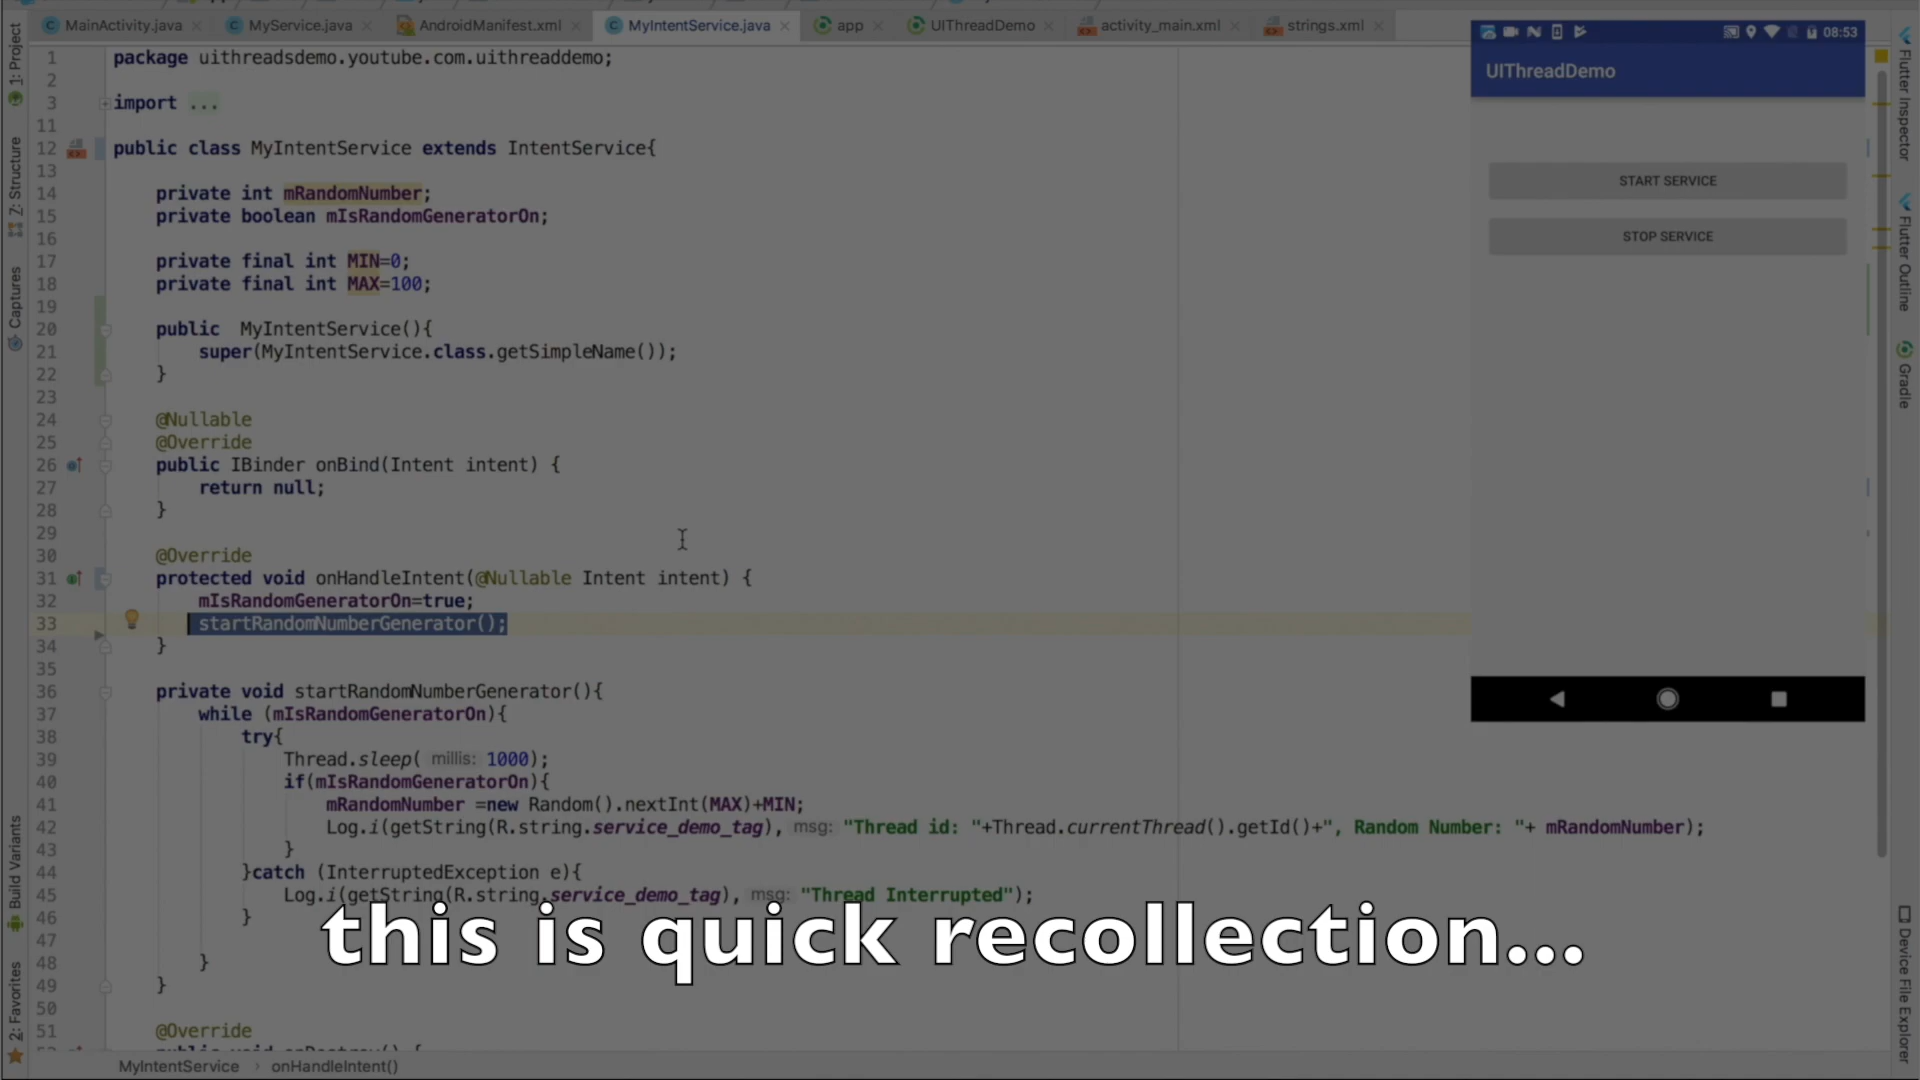 MainActivity.java MyService.java AndroidManifest.xml MyIntentService.java app UIThreadDemo activity_main.xml strings.xml
1: Project
Z: Structure
Captures
Build Variants
2: Favorites
1 package uithreadsdemo.youtube.com.uithreaddemo;
2
3 import ...
11
12 public class MyIntentService extends IntentService{
13
14 private int mRandomNumber;
15 private boolean mIsRandomGeneratorOn;
16
17 private final int MIN=0;
18 private final int MAX=100;
19
20 public MyIntentService(){
21 super(MyIntentService.class.getSimpleName());
22 }
23
24 @Nullable
25 @Override
26 public IBinder onBind(Intent intent) {
27 return null;
28 }
29
30 @Override
31 protected void onHandleIntent(@Nullable Intent intent) {
32 mIsRandomGeneratorOn=true;
33 startRandomNumberGenerator();
34 }
35
36 private void startRandomNumberGenerator(){
37 while (mIsRandomGeneratorOn){
38 try{
39 Thread.sleep( millis: 1000);
40 if(mIsRandomGeneratorOn){
41 mRandomNumber =new Random().nextInt(MAX)+MIN;
42 Log.i(getString(R.string.service_demo_tag), msg: "Thread id: "+Thread.currentThread().getId()+", Random Number: "+ mRandomNumber);
43 }
44 }catch (InterruptedException e){
45 Log.i(getString(R.string.service_demo_tag), msg: "Thread Interrupted");
46 }
47
48 }
49 }
50
51 @Override
this is quick recollection...
MyIntentService › onHandleIntent()
08:53
UIThreadDemo
START SERVICE
STOP SERVICE
Flutter Inspector
Flutter Outline
Gradle
Device File Explorer